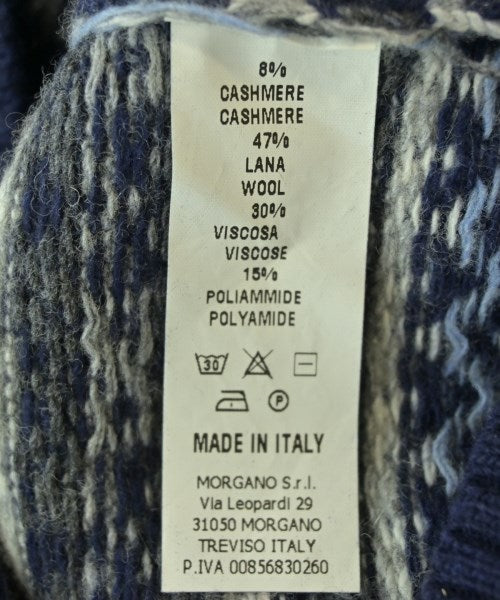 8%
CASHMERE
CASHMERE
47%
LANA
WOOL
30%
VISCOSA
VISCOSE
15%
POLIAMMIDE
POLYAMIDE
30
P
MADE IN ITALY
MORGANO S.r.l.
Via Leopardi 29
31050 MORGANO
TREVISO ITALY
P.IVA 00856830260